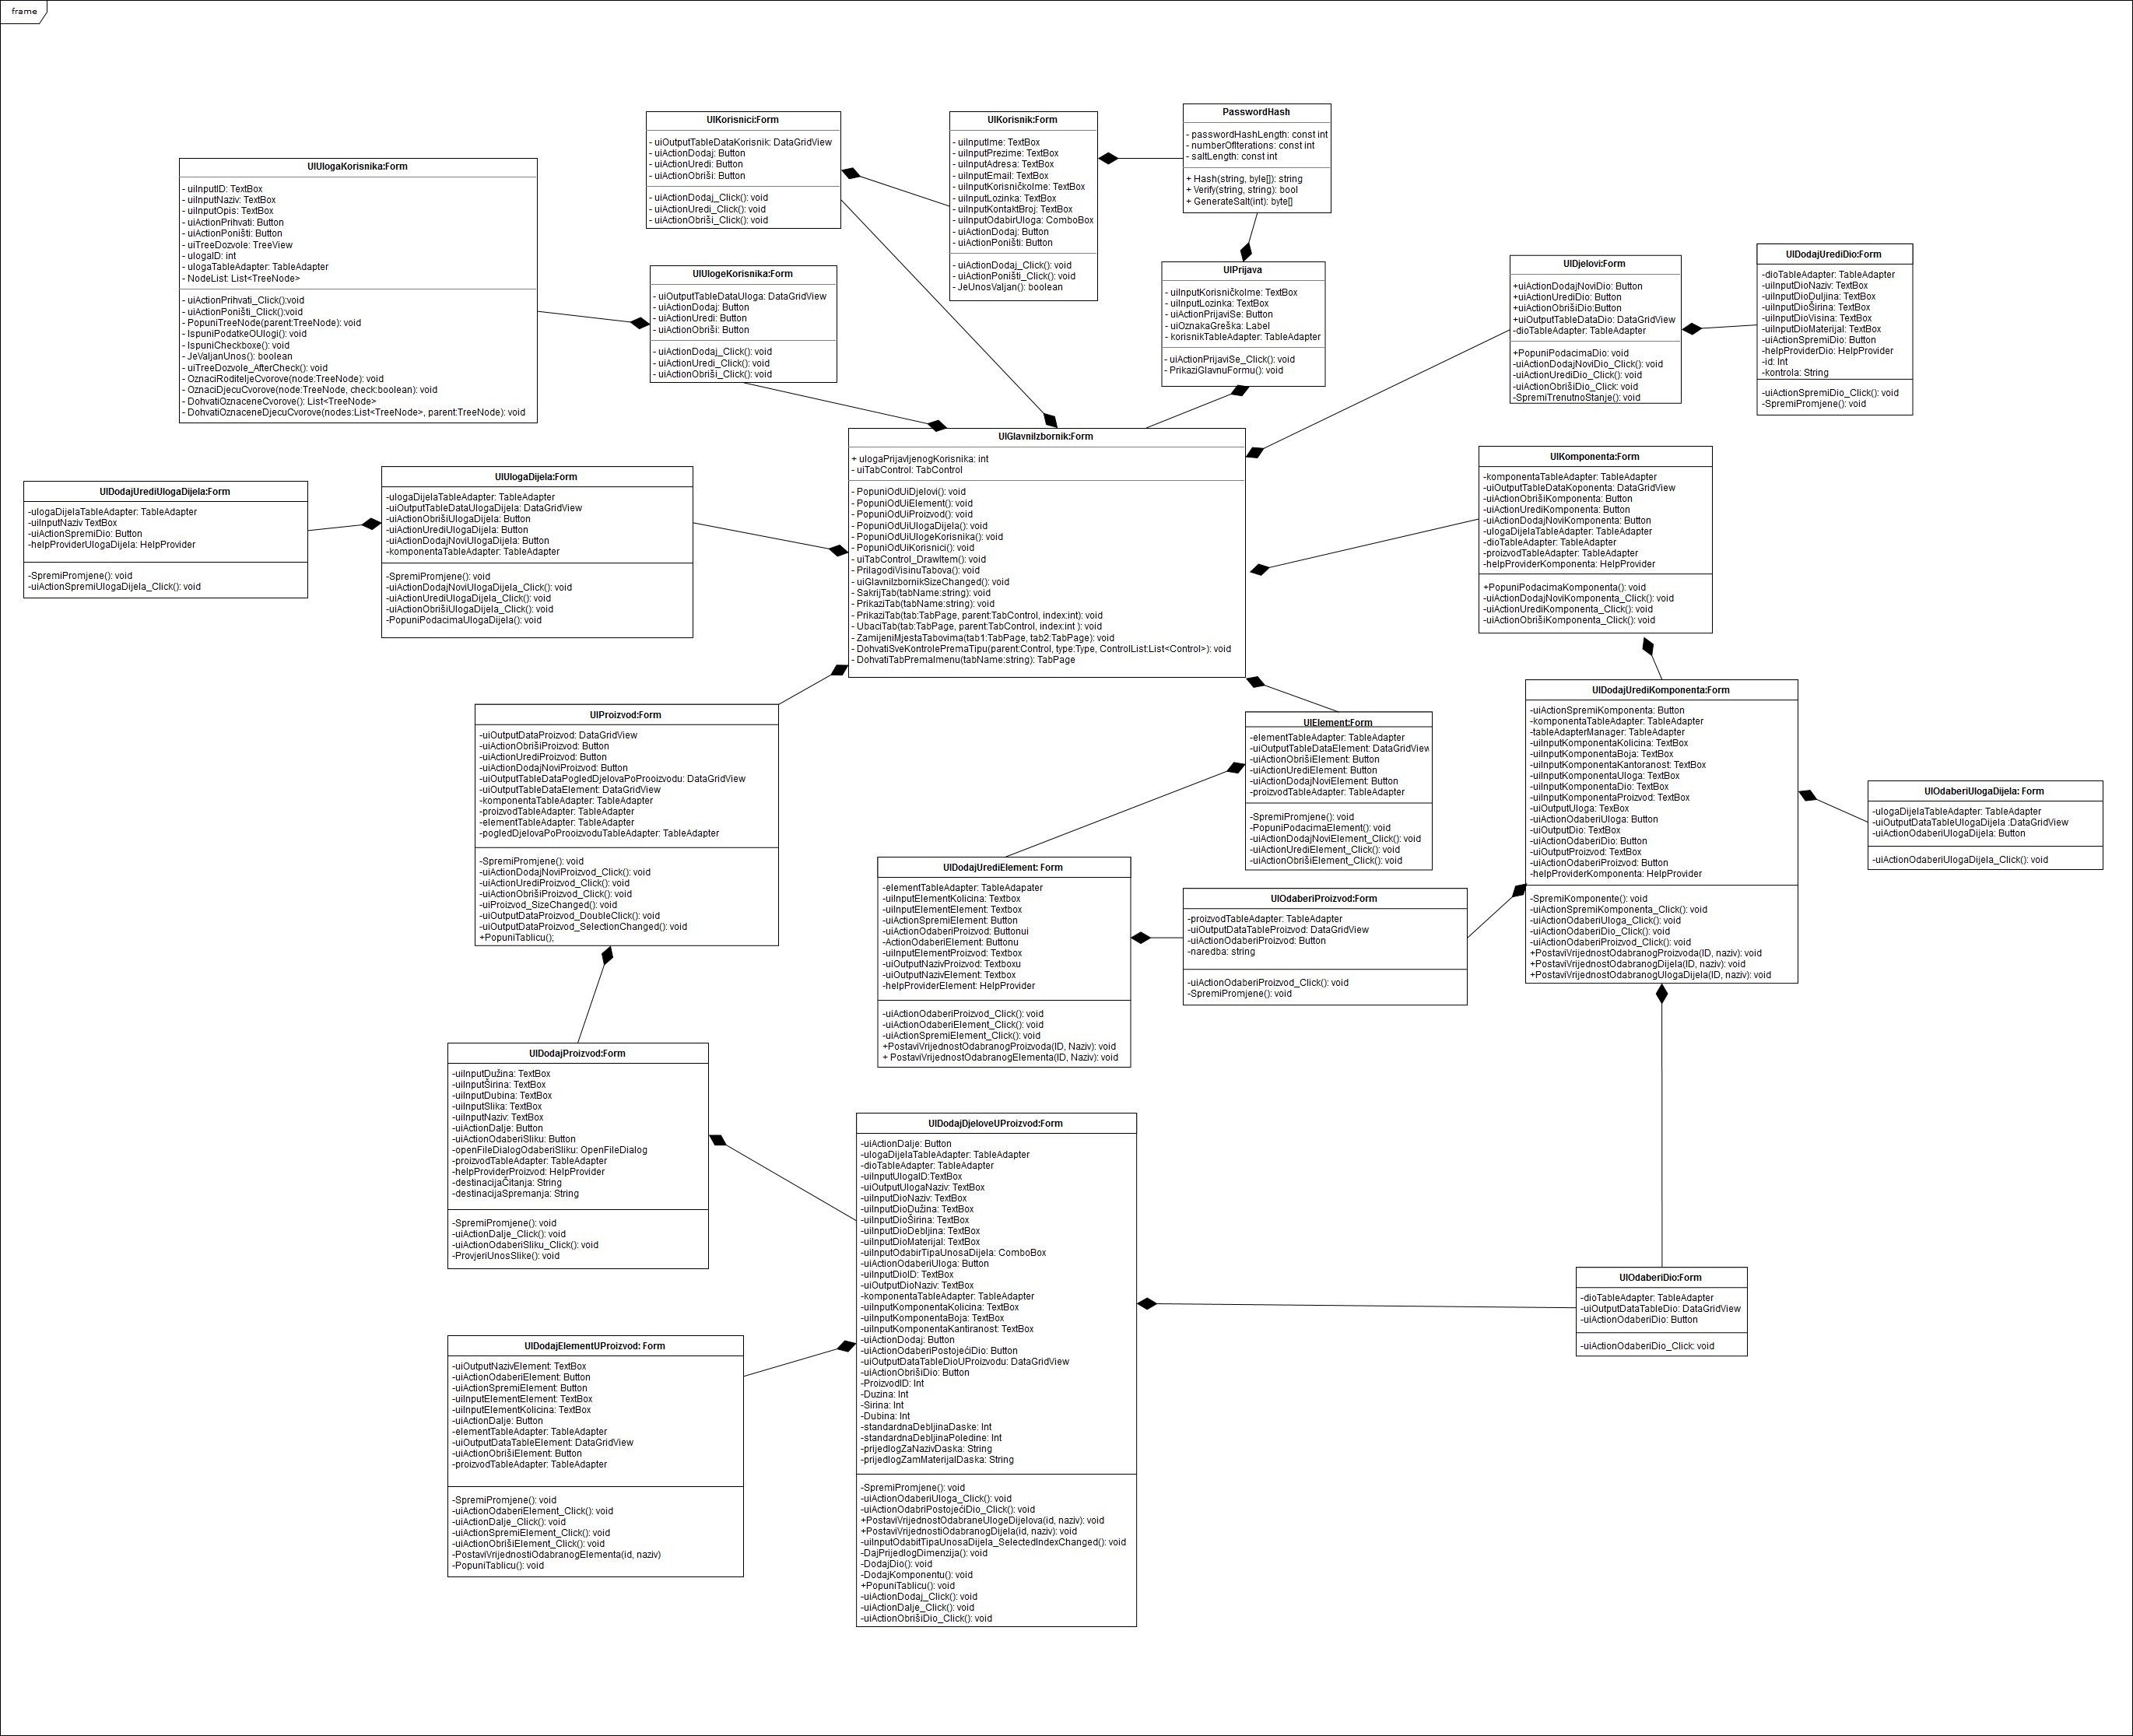 frame
UIKorisnici:Form
- uiOutputTableDataKorisnik: DataGridView
- uiActionDodaj: Button
- uiActionUredi: Button
- uiActionObriši: Button
- uiActionDodaj_Click(): void
- uiActionUredi_Click(): void
- uiActionObriši_Click(): void
UIKorisnik:Form
- uiInputIme: TextBox
- uiInputPrezime: TextBox
- uiInputAdresa: TextBox
- uiInputEmail: TextBox
- uiInputKorisničkoIme: TextBox
- uiInputLozinka: TextBox
- uiInputKontaktBroj: TextBox
- uiInputOdabirUloga: ComboBox
- uiActionDodaj: Button
- uiActionPoništi: Button
- uiActionDodaj_Click(): void
- uiActionPoništi_Click(): void
- JeUnosValjan(): boolean
PasswordHash
- passwordHashLength: const int
- numberOfIterations: const int
- saltLength: const int
+ Hash(string, byle[]): string
+ Verify(string, string): bool
+ GenerateSalt(int): byte[]
UIUlogaKorisnika:Form
- uiInputID: TextBox
- uiInputNaziv: TextBox
- uiInputOpis: TextBox
- uiActionPrihvati: Button
- uiActionPoništi: Button
- uiTreeDozvole: TreeView
- ulogaID: int
- ulogaTableAdapter: TableAdapter
- NodeList: List<TreeNode>
- uiActionPrihvati_Click():void
- uiActionPoništi_Click():void
- PopuniTreeNode(parent:TreeNode): void
- IspuniPodatkeOUlogi(): void
- IspuniCheckboxe(): void
- JeValjanUnos(): boolean
- uiTreeDozvole_AfterCheck(): void
- OznaciRoditeljeCvorove(node:TreeNode): void
- OznaciDjecuCvorove(node:TreeNode, check:boolean): void
- DohvatiOznaceneCvorove(): List<TreeNode>
- DohvatiOznaceneDjecuCvorove(nodes:List<TreeNode>, parent:TreeNode): void
UIUlogeKorisnika:Form
- uiOutputTableDataUloga: DataGridView
- uiActionDodaj: Button
- uiActionUredi: Button
- uiActionObriši: Button
- uiActionDodaj_Click(): void
- uiActionUredi_Click(): void
- uiActionObriši_Click(): void
UIPrijava
- uiInputKorisničkoIme: TextBox
- uiInputLozinka: TextBox
- uiActionPrijaviSe: Button
- uiOznakaGreška: Label
- korisnikTableAdapter: TableAdapter
- uiActionPrijaviSe_Click(): void
- PrikaziGlavnuFormu(): void
UIDjelovi:Form
+uiActionDodajNoviDio: Button
+uiActionUrediDio: Button
+uiActionObrišiDio:Button
+uiOutputTableDataDio: DataGridView
-dioTableAdapter: TableAdapter
+PopuniPodacimaDio: void
-uiActionDodajNoviDio_Click(): void
-uiActionUrediDio_Click(): void
-uiActionObrišiDio_Click: void
-SpremiTrenutnoStanje(): void
UIDodajUrediDio:Form
-dioTableAdapter: TableAdapter
-uiInputDioNaziv: TextBox
-uiInputDioDuljina: TextBox
-uiInputDioŠirina: TextBox
-uiInputDioVisina: TextBox
-uiInputDioMaterijal: TextBox
-uiActionSpremiDio: Button
-helpProviderDio: HelpProvider
-id: Int
-kontrola: String
-uiActionSpremiDio_Click(): void
-SpremiPromjene(): void
UIGlavniIzbornik:Form
+ ulogaPrijavljenogKorisnika: int
- uiTabControl: TabControl
- PopuniOdUiDjelovi(): void
- PopuniOdUiElement(): void
- PopuniOdUiProizvod(): void
- PopuniOdUiUlogaDijela(): void
- PopuniOdUiUlogeKorisnika(): void
- PopuniOdUiKorisnici(): void
- uiTabControl_DrawItem(): void
- PrilagodiVisinuTabova(): void
- uiGlavniIzbornikSizeChanged(): void
- SakrijTab(tabName:string): void
- PrikaziTab(tabName:string): void
- PrikaziTab(tab:TabPage, parent:TabControl, index:int): void
- UbaciTab(tab:TabPage, parent:TabControl, index:int ): void
- ZamijeniMjestaTabovima(tab1:TabPage, tab2:TabPage): void
- DohvatiSveKontrolePremaTipu(parent:Control, type:Type, ControlList:List<Control>): void
- DohvatiTabPremaImenu(tabName:string): TabPage
UIDodajUrediUlogaDijela:Form
-ulogaDijelaTableAdapter: TableAdapter
-uiInputNaziv TextBox
-uiActionSpremiDio: Button
-helpProviderUlogaDijela: HelpProvider
-SpremiPromjene(): void
-uiActionSpremiUlogaDijela_Click(): void
UIUlogaDijela:Form
-ulogaDijelaTableAdapter: TableAdapter
-uiOutputTableDataUlogaDijela: DataGridView
-uiActionObrišiUlogaDijela: Button
-uiActionUrediUlogaDijela: Button
-uiActionDodajNoviUlogaDijela: Button
-komponentaTableAdapter: TableAdapter
-SpremiPromjene(): void
-uiActionDodajNoviUlogaDijela_Click(): void
-uiActionUrediUlogaDijela_Click(): void
-uiActionObrišiUlogaDijela_Click(): void
-PopuniPodacimaUlogaDijela(): void
UIKomponenta:Form
-komponentaTableAdapter: TableAdapter
-uiOutputTableDataKoponenta: DataGridView
-uiActionObrišiKomponenta: Button
-uiActionUrediKomponenta: Button
-uiActionDodajNoviKomponenta: Button
-ulogaDijelaTableAdapter: TableAdapter
-dioTableAdapter: TableAdapter
-proizvodTableAdapter: TableAdapter
-helpProviderKomponenta: HelpProvider
+PopuniPodacimaKomponenta(): void
-uiActionDodajNoviKomponenta_Click(): void
-uiActionUrediKomponenta_Click(): void
-uiActionObrišiKomponenta_Click(): void
UIProizvod:Form
-uiOutputDataProizvod: DataGridView
-uiActionObrišiProizvod: Button
-uiActionUrediProizvod: Button
-uiActionDodajNoviProizvod: Button
-uiOutputTableDataPogledDjelovaPoProoizvodu: DataGridView
-uiOutputTableDataElement: DataGridView
-komponentaTableAdapter: TableAdapter
-proizvodTableAdapter: TableAdapter
-elementTableAdapter: TableAdapter
-pogledDjelovaPoProoizvoduTableAdapter: TableAdapter
-SpremiPromjene(): void
-uiActionDodajNoviProizvod_Click(): void
-uiActionUrediProizvod_Click(): void
-uiActionObrišiProizvod_Click(): void
-uiProizvod_SizeChanged(): void
-uiOutputDataProizvod_DoubleClick(): void
-uiOutputDataProizvod_SelectionChanged(): void
+PopuniTablicu();
UIElement:Form
-elementTableAdapter: TableAdapter
-uiOutputTableDataElement: DataGridView
-uiActionObrišiElement: Button
-uiActionUrediElement: Button
-uiActionDodajNoviElement: Button
-proizvodTableAdapter: TableAdapter
-SpremiPromjene(): void
-PopuniPodacimaElement(): void
-uiActionDodajNoviElement_Click(): void
-uiActionUrediElement_Click(): void
-uiActionObrišiElement_Click(): void
UIDodajUrediKomponenta:Form
-uiActionSpremiKomponenta: Button
-komponentaTableAdapter: TableAdapter
-tableAdapterManager: TableAdapter
-uiInputKomponentaKolicina: TextBox
-uiInputKomponentaBoja: TextBox
-uiInputKomponentaKantoranost: TextBox
-uiInputKomponentaUloga: TextBox
-uiInputKomponentaDio: TextBox
-uiInputKomponentaProizvod: TextBox
-uiOutputUloga: TexBox
-uiActionOdaberiUloga: Button
-uiOutputDio: TextBox
-uiActionOdaberiDio: Button
-uiOutputProizvod: TextBox
-uiActionOdaberiProizvod: Button
-helpProviderKomponenta: HelpProvider
-SpremiKomponente(): void
-uiActionSpremiKomponenta_Click(): void
-uiActionOdaberiUloga_Click(): void
-uiActionOdaberiDio_Click(): void
-uiActionOdaberiProizvod_Click(): void
+PostaviVrijednostOdabranogProizvoda(ID, naziv): void
+PostaviVrijednostOdabranogDijela(ID, naziv): void
+PostaviVrijednostOdabranogUlogaDijela(ID, naziv): void
UIOdaberiUlogaDijela: Form
-ulogaDijelaTableAdapter: TableAdapter
-uiOutputDataTableUlogaDijela :DataGridView
-uiActionOdaberiUlogaDijela: Button
-uiActionOdaberiUlogaDijela_Click(): void
UIDodajUrediElement: Form
-elementTableAdapter: TableAdapater
-uiInputElementKolicina: Textbox
-uiInputElementElement: Textbox
-uiActionSpremiElement: Button
-uiActionOdaberiProizvod: Buttonui
-ActionOdaberiElement: Buttonu
-uiInputElementProizvod: Textbox
-uiOutputNazivProizvod: Textboxu
-uiOutputNazivElement: Textbox
-helpProviderElement: HelpProvider
-uiActionOdaberiProizvod_Click(): void
-uiActionOdaberiElement_Click(): void
-uiActionSpremiElement_Click(): void
+PostaviVrijednostOdabranogProizvoda(ID, Naziv): void
+ PostaviVrijednostOdabranogElementa(ID, Naziv): void
UIOdaberiProizvod:Form
-proizvodTableAdapter: TableAdapter
-uiOutputDataTableProizvod: DataGridView
-uiActionOdaberiProizvod: Button
-naredba: string
-uiActionOdaberiProizvod_Click(): void
-SpremiPromjene(): void
UIDodajProizvod:Form
-uiInputDužina: TextBox
-uiInputŠirina: TextBox
-uiInputDubina: TextBox
-uiInputSlika: TextBox
-uiInputNaziv: TextBox
-uiActionDalje: Button
-uiActionOdaberiSliku: Button
-openFileDialogOdaberiSliku: OpenFileDialog
-proizvodTableAdapter: TableAdapter
-helpProviderProizvod: HelpProvider
-destinacijaČitanja: String
-destinacijaSpremanja: String
-SpremiPromjene(): void
-uiActionDalje_Click(): void
-uiActionOdaberiSliku_Click(): void
-ProvjeriUnosSlike(): void
UIDodajDjeloveUProizvod:Form
-uiActionDalje: Button
-ulogaDijelaTableAdapter: TableAdapter
-dioTableAdapter: TableAdapter
-uiInputUlogaID:TextBox
-uiOutputUlogaNaziv: TextBox
-uiInputDioNaziv: TextBox
-uiInputDioDužina: TextBox
-uiInputDioŠirina: TextBox
-uiInputDioDebljina: TextBox
-uiInputDioMaterijal: TextBox
-uiInputOdabirTipaUnosaDijela: ComboBox
-uiActionOdaberiUloga: Button
-uiInputDioID: TextBox
-uiOutputDioNaziv: TextBox
-komponentaTableAdapter: TableAdapter
-uiInputKomponentaKolicina: TextBox
-uiInputKomponentaBoja: TextBox
-uiInputKomponentaKantiranost: TextBox
-uiActionDodaj: Button
-uiActionOdaberiPostojećiDio: Button
-uiOutputDataTableDioUProizvodu: DataGridView
-uiActionObrišiDio: Button
-ProizvodID: Int
-Duzina: Int
-Sirina: Int
-Dubina: Int
-standardnaDebljinaDaske: Int
-standardnaDebljinaPoledine: Int
-prijedlogZaNazivDaska: String
-prijedlogZamMaterijalDaska: String
-SpremiPromjene(): void
-uiActionOdaberiUloga_Click(): void
-uiActionOdabriPostojećiDio_Click(): void
+PostaviVrijednostOdabraneUlogeDijelova(id, naziv): void
+PostaviVrijednostiOdabranogDijela(id, naziv): void
-uiInputOdabitTipaUnosaDijela_SelectedIndexChanged(): void
-DajPrijedlogDimenzija(): void
-DodajDio(): void
-DodajKomponentu(): void
+PopuniTablicu(): void
-uiActionDodaj_Click(): void
-uiActionDalje_Click(): void
-uiActionObrišiDio_Click(): void
UIOdaberiDio:Form
-dioTableAdapter: TableAdapter
-uiOutputDataTableDio: DataGridView
-uiActionOdaberiDio: Button
-uiActionOdaberiDio_Click: void
UIDodajElementUProizvod: Form
-uiOutputNazivElement: TextBox
-uiActionOdaberiElement: Button
-uiActionSpremiElement: Button
-uiInputElementElement: TextBox
-uiInputElementKolicina: TextBox
-uiActionDalje: Button
-elementTableAdapter: TableAdapter
-uiOutputDataTableElement: DataGridView
-uiActionObrišiElement: Button
-proizvodTableAdapter: TableAdapter
-SpremiPromjene(): void
-uiActionOdaberiElement_Click(): void
-uiActionDalje_Click(): void
-uiActionSpremiElement_Click(): void
-uiActionObrišiElement_Click(): void
-PostaviVrijednostiOdabranogElementa(id, naziv)
-PopuniTablicu(): void